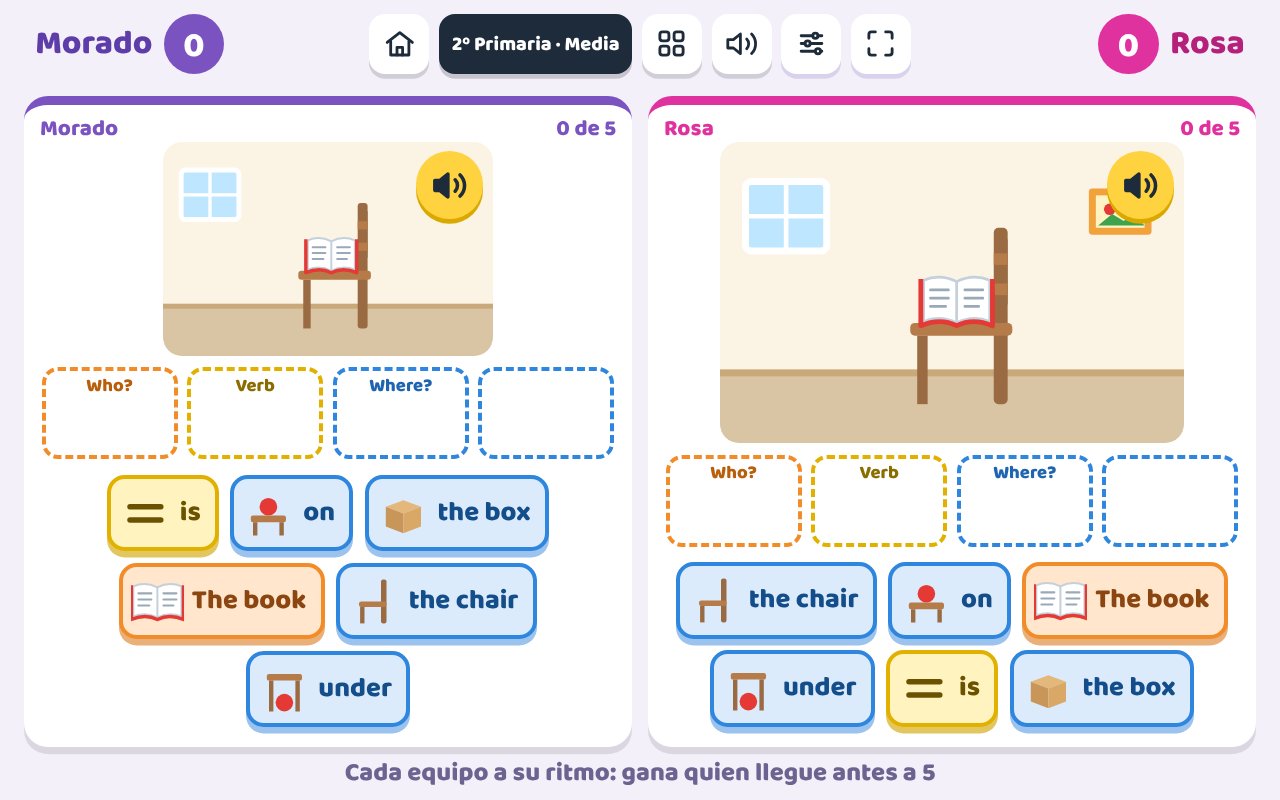 Morado 0
2º Primaria · Media
0 Rosa
Morado 0 de 5
Who? Verb Where?
is on the box
The book the chair
under
Rosa 0 de 5
Who? Verb Where?
the chair on The book
under is the box
Cada equipo a su ritmo: gana quien llegue antes a 5